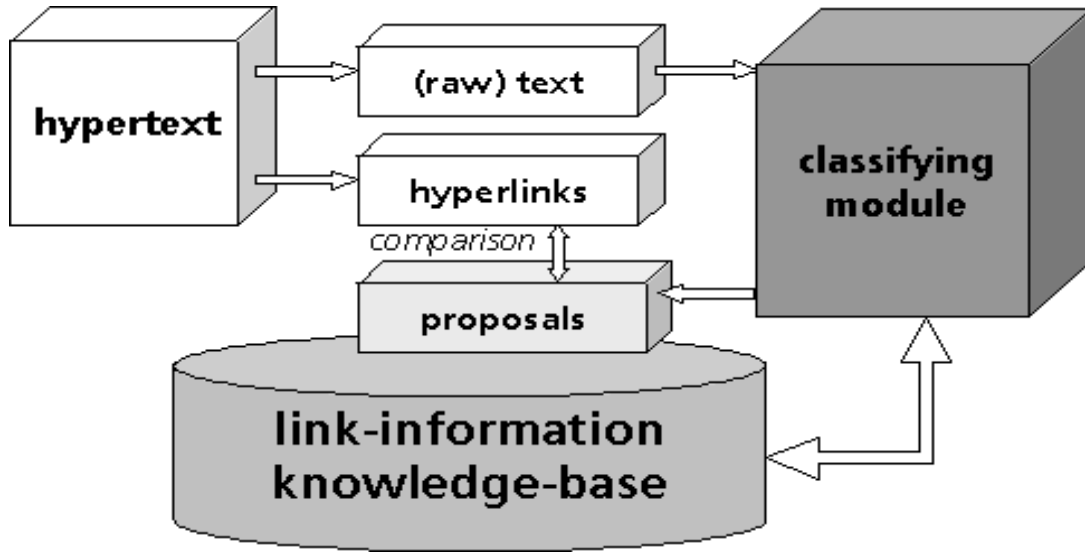 hypertext
(raw) text
hyperlinks
comparison
proposals
classifying
module
link-information
knowledge-base